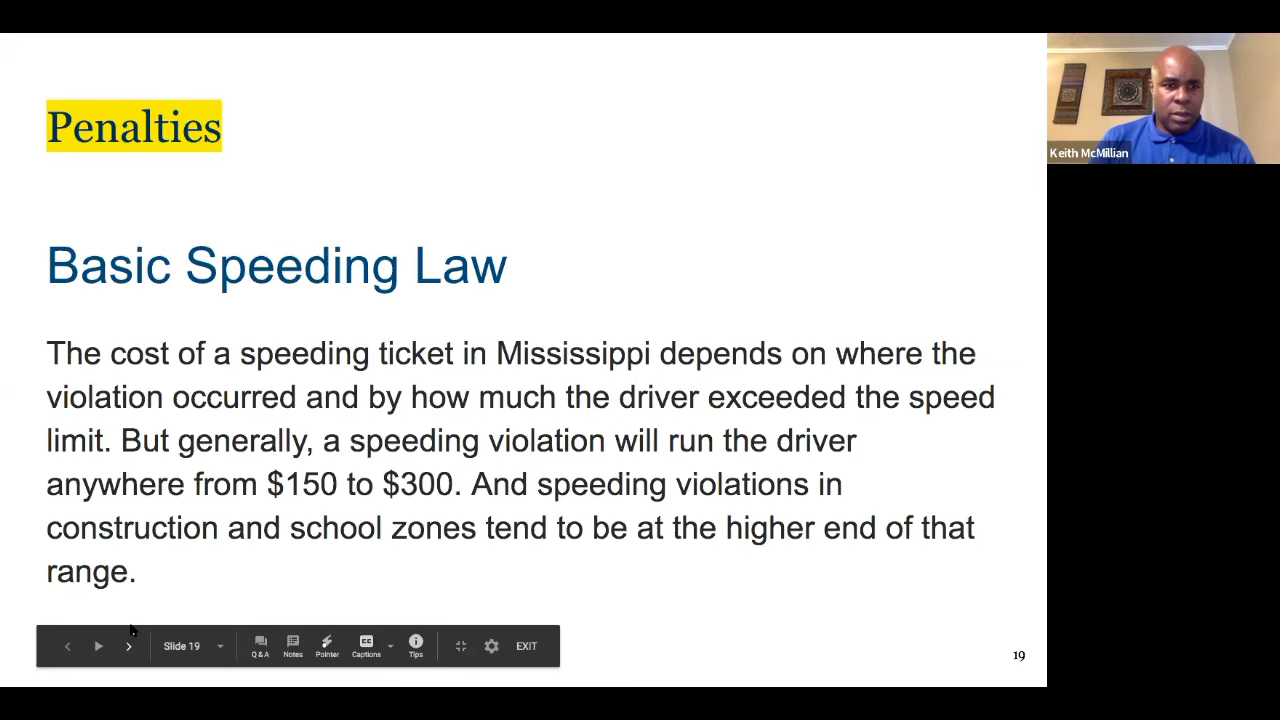 Penalties
Keith McMillian
Basic Speeding Law
The cost of a speeding ticket in Mississippi depends on where the
violation occurred and by how much the driver exceeded the speed
limit. But generally, a speeding violation will run the driver
anywhere from $150 to $300. And speeding violations in
construction and school zones tend to be at the higher end of that
range.
Slide 19
Q&A
Notes
Pointer
CC
Captions
Tips
EXIT
19